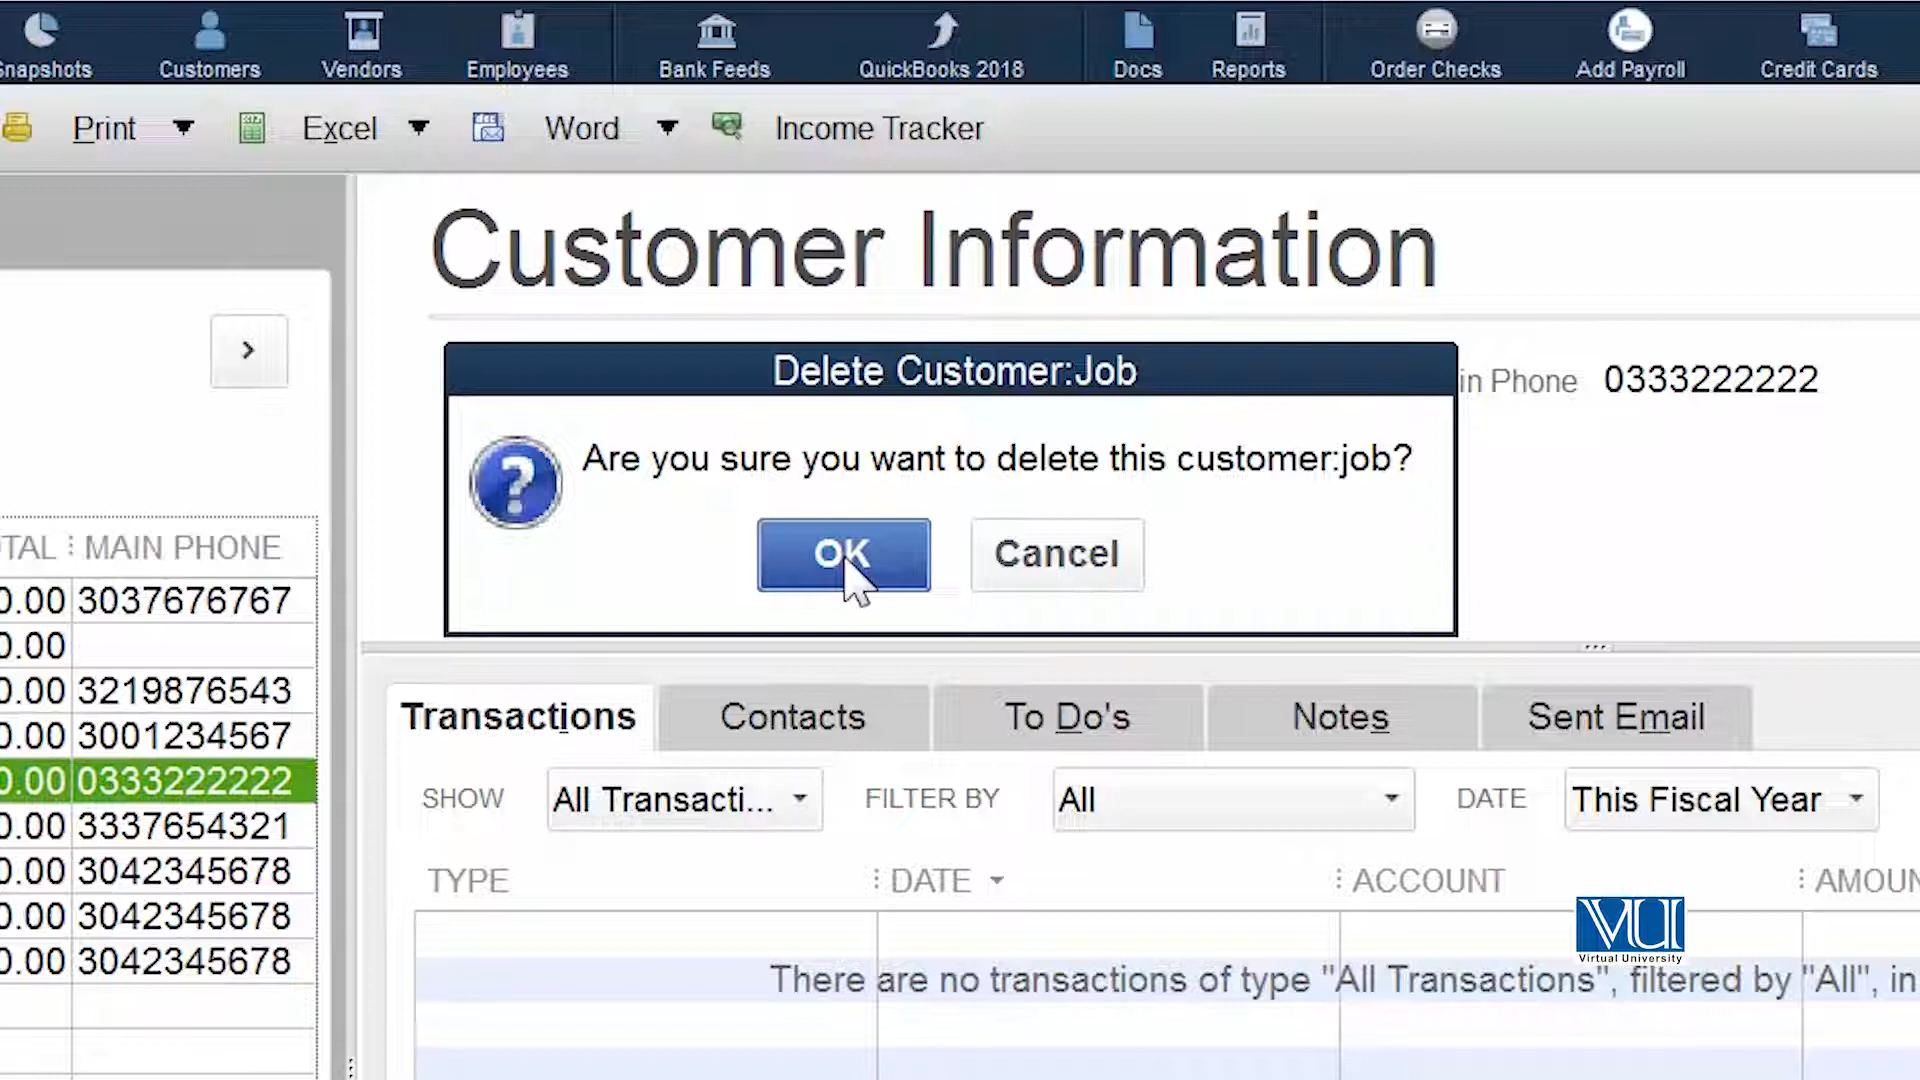 Snapshots
Customers
Vendors
Employees
Bank Feeds
QuickBooks 2018
Docs
Reports
Order Checks
Add Payroll
Credit Cards
Print
Excel
Word
Income Tracker
Customer Information
Delete Customer:Job
in Phone 0333222222
Are you sure you want to delete this customer:job?
OK
Cancel
TAL MAIN PHONE
0.00 3037676767
0.00
0.00 3219876543
0.00 3001234567
0.00 0333222222
0.00 3337654321
0.00 3042345678
0.00 3042345678
0.00 3042345678
Transactions
Contacts
To Do's
Notes
Sent Email
SHOW All Transacti... FILTER BY All DATE This Fiscal Year
TYPE DATE ACCOUNT AMOUN
VU
Virtual University
There are no transactions of type "All Transactions", filtered by "All", in